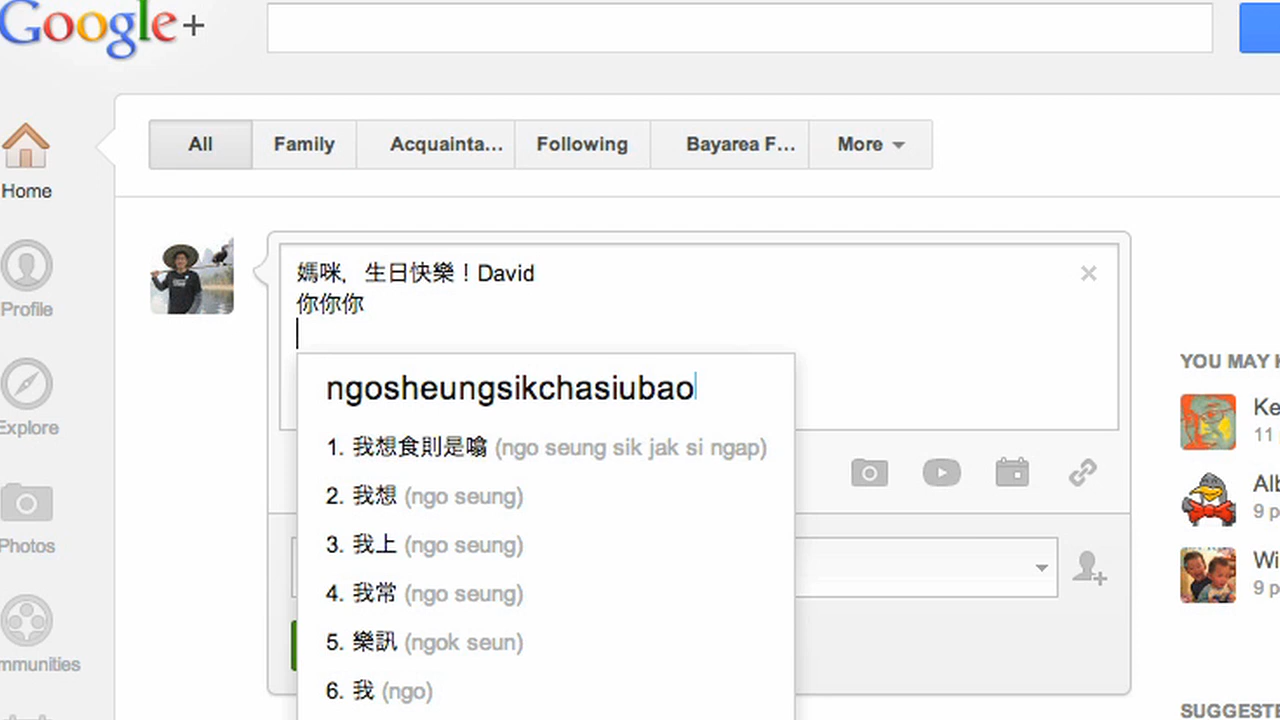 Google+
All
Family
Acquainta...
Following
Bayarea F...
More
Home
Profile
Explore
Photos
mmunities
媽咪，生日快樂！David
你你你
ngosheungsikchasiubao
1. 我想食則是噏 (ngo seung sik jak si ngap)
2. 我想 (ngo seung)
3. 我上 (ngo seung)
4. 我常 (ngo seung)
5. 樂訊 (ngok seun)
6. 我 (ngo)
YOU MAY K
Ke
11
Alb
9 p
Wi
9 p
SUGGESTE